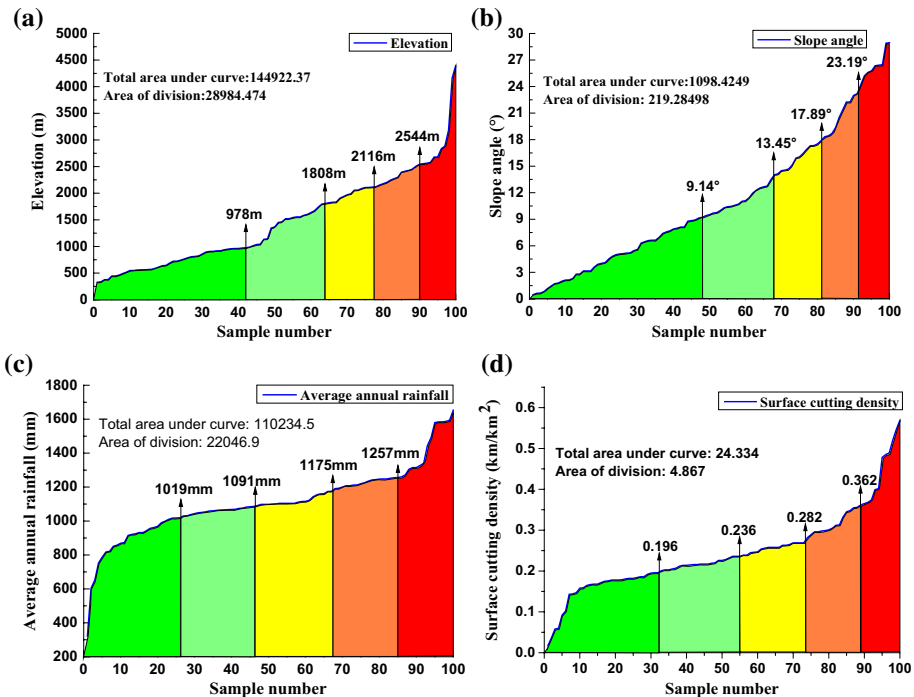 (a)
Elevation
Total area under curve:144922.37
Area of division:28984.474
978m
1808m
2116m
2544m
5000
4500
4000
3500
3000
2500
2000
1500
1000
500
0
Elevation (m)
0 10 20 30 40 50 60 70 80 90 100
Sample number
(b)
Slope angle
Total area under curve:1098.4249
Area of division: 219.28498
9.14°
13.45°
17.89°
23.19°
30
27
24
21
18
15
12
9
6
3
0
Slope angle (°)
0 10 20 30 40 50 60 70 80 90 100
Sample number
(c)
Average annual rainfall
Total area under curve: 110234.5
Area of division: 22046.9
1019mm
1091mm
1175mm
1257mm
1800
1600
1400
1200
1000
800
600
400
200
Average annual rainfall (mm)
0 10 20 30 40 50 60 70 80 90 100
Sample number
(d)
Surface cutting density
Total area under curve: 24.334
Area of division: 4.867
0.196
0.236
0.282
0.362
0.6
0.5
0.4
0.3
0.2
0.1
0.0
Surface cutting density (km/km²)
0 10 20 30 40 50 60 70 80 90 100
Sample number